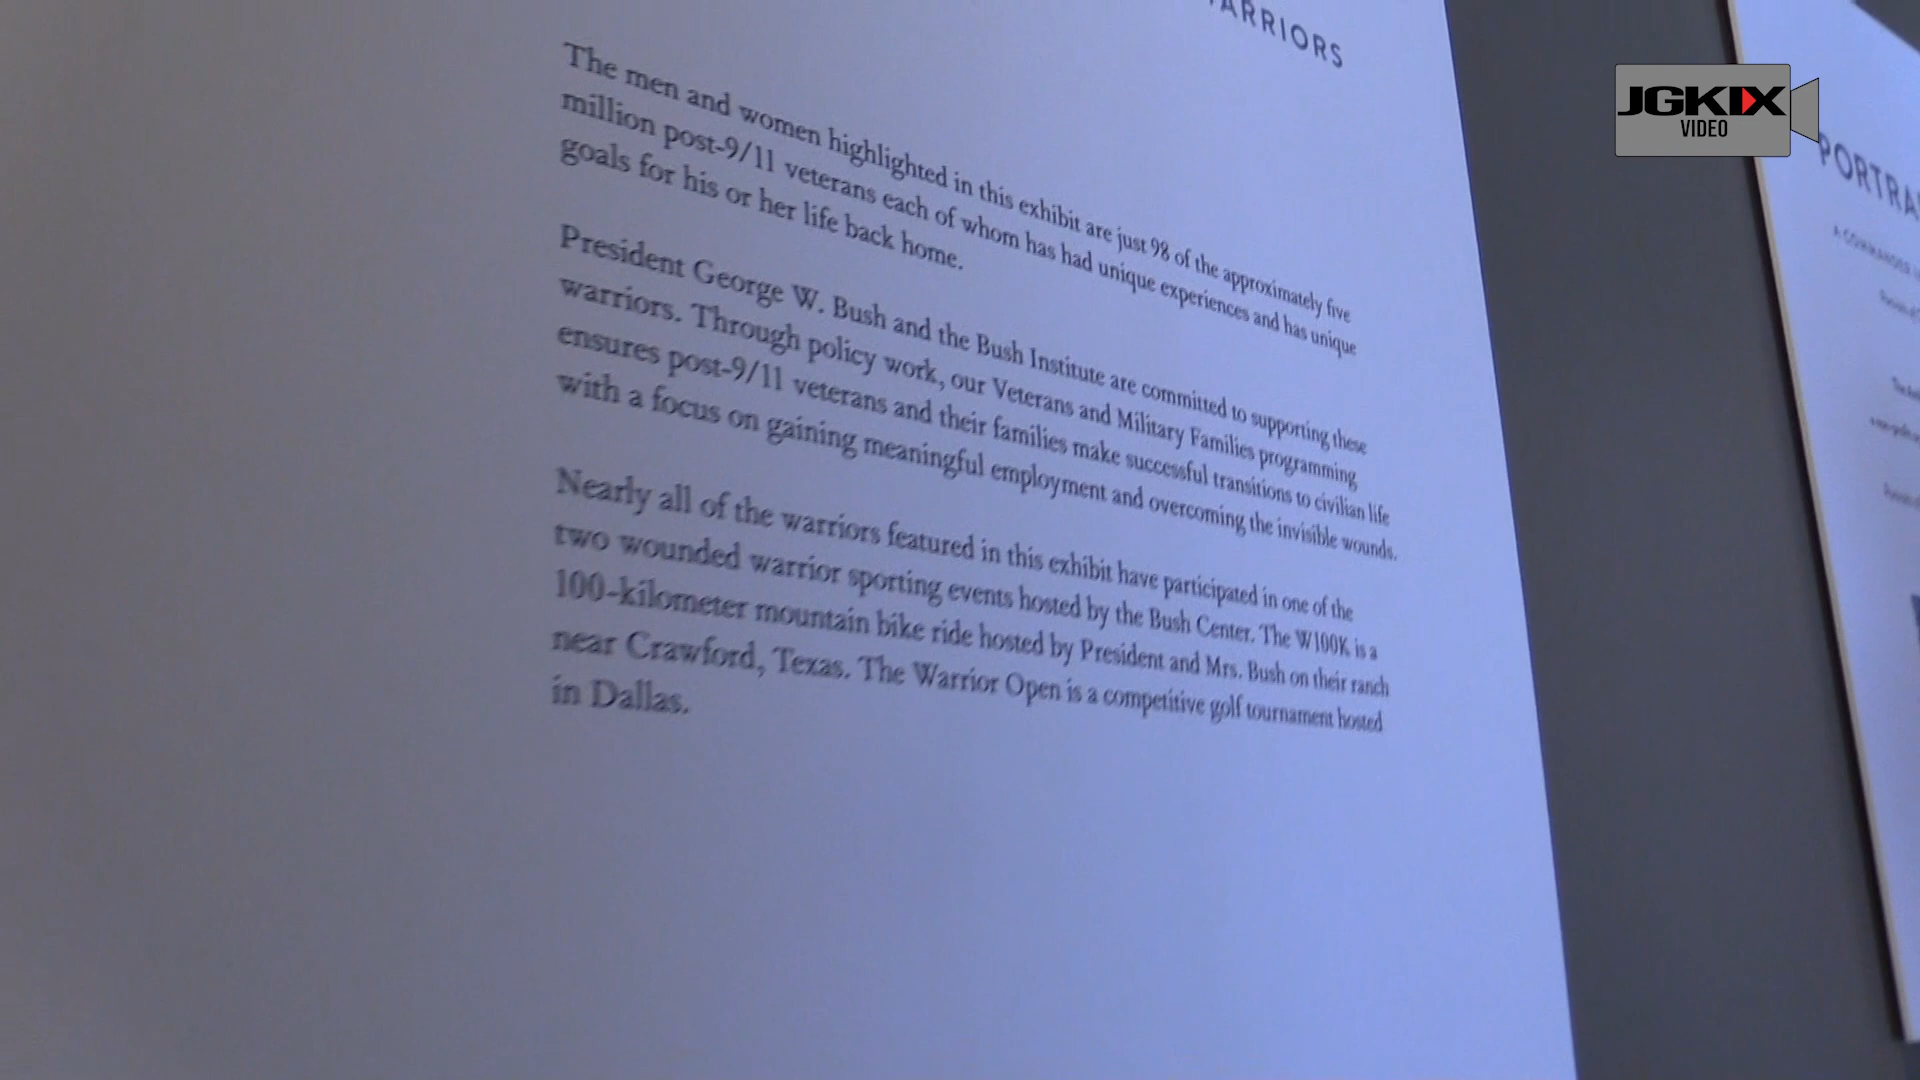 WARRIORS
The men and women highlighted in this exhibit are just 98 of the approximately five
million post-9/11 veterans each of whom has had unique experiences and has unique
goals for his or her life back home.
President George W. Bush and the Bush Institute are committed to supporting these
warriors. Through policy work, our Veterans and Military Families programming
ensures post-9/11 veterans and their families make successful transitions to civilian life
with a focus on gaining meaningful employment and overcoming the invisible wounds.
Nearly all of the warriors featured in this exhibit have participated in one of the
two wounded warrior sporting events hosted by the Bush Center. The W100K is a
100-kilometer mountain bike ride hosted by President and Mrs. Bush on their ranch
near Crawford, Texas. The Warrior Open is a competitive golf tournament hosted
in Dallas.
JGKIX
VIDEO
PORTRA
A COMMANDER